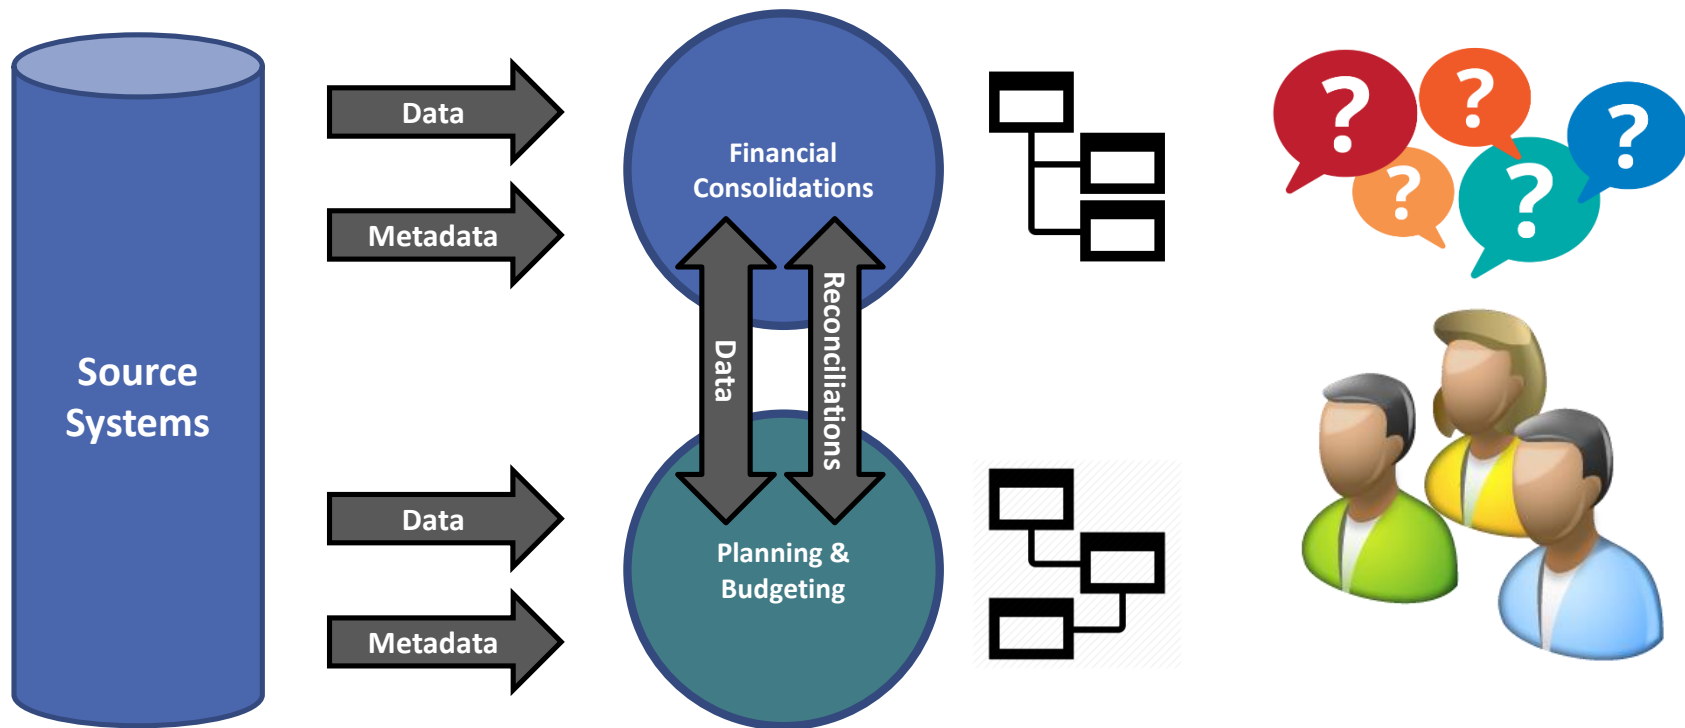 Source
Systems
Data
Metadata
Data
Metadata
Financial
Consolidations
Data
Reconciliations
Planning &
Budgeting
?
?
?
?
?